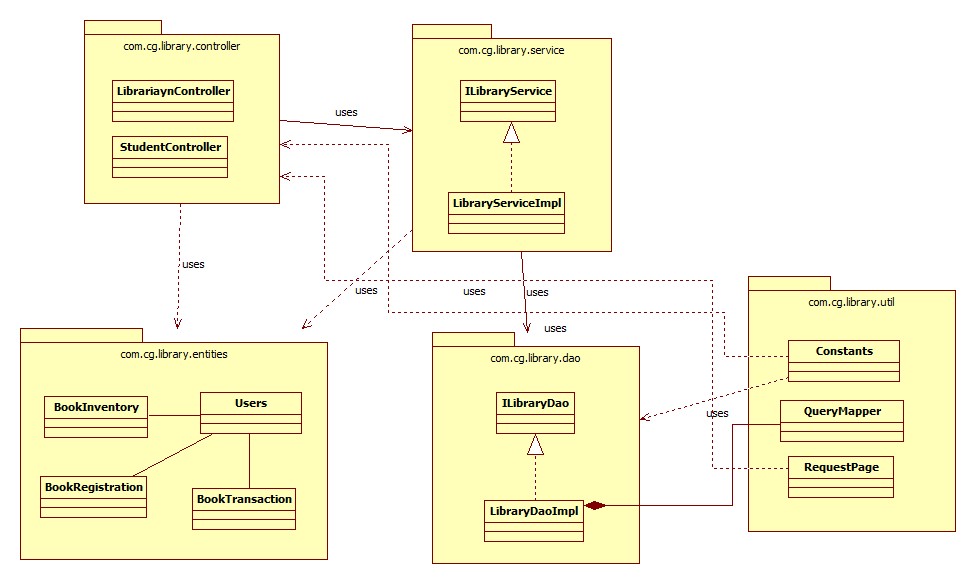 com.cg.library.controller
LibrariaynController
StudentController
uses
com.cg.library.service
ILibraryService
LibraryServiceImpl
uses
uses
uses
uses
uses
com.cg.library.util
Constants
QueryMapper
RequestPage
uses
com.cg.library.entities
BookInventory
Users
BookRegistration
BookTransaction
com.cg.library.dao
ILibraryDao
LibraryDaoImpl